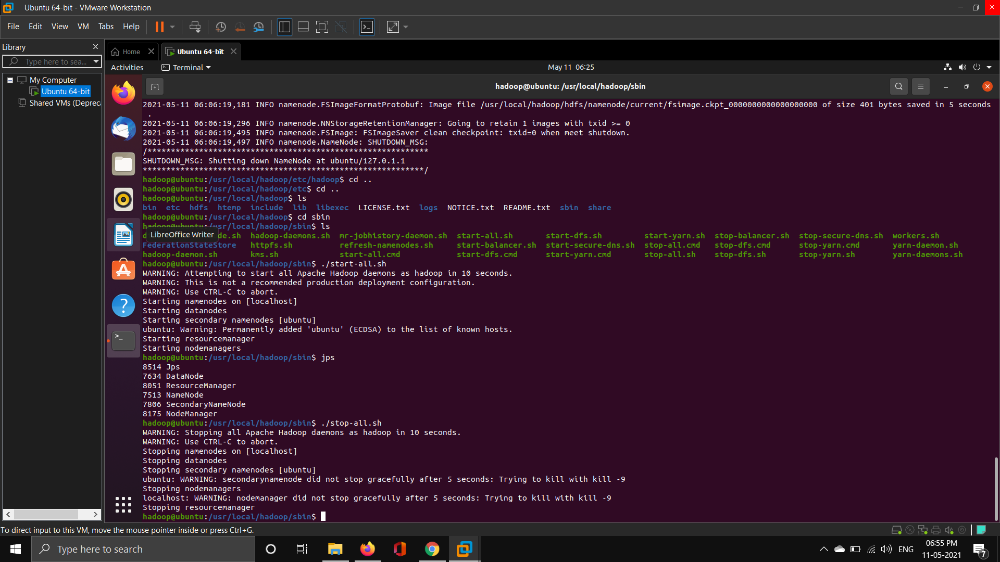 Ubuntu 64-bit - VMware Workstation
File Edit View VM Tabs Help
Library
Type here to sea...
My Computer
Ubuntu 64-bit
Shared VMs (Depreca
Home
Ubuntu 64-bit
Activities
Terminal
May 11 06:25
hadoop@ubuntu: /usr/local/hadoop/sbin
2021-05-11 06:06:19,181 INFO namenode.FSImageFormatProtobuf: Image file /usr/local/hadoop/hdfs/namenode/current/fsimage.ckpt_0000000000000000000 of size 401 bytes saved in 5 seconds
.
2021-05-11 06:06:19,296 INFO namenode.NNStorageRetentionManager: Going to retain 1 images with txid >= 0
2021-05-11 06:06:19,495 INFO namenode.FSImage: FSImageSaver clean checkpoint: txid=0 when meet shutdown.
2021-05-11 06:06:19,497 INFO namenode.NameNode: SHUTDOWN_MSG:
/************************************************************
SHUTDOWN_MSG: Shutting down NameNode at ubuntu/127.0.1.1
************************************************************/
hadoop@ubuntu:/usr/local/hadoop/etc/hadoop$ cd ..
hadoop@ubuntu:/usr/local/hadoop/etc$ cd ..
hadoop@ubuntu:/usr/local/hadoop$ ls
bin etc hdfs htemp include lib libexec LICENSE.txt logs NOTICE.txt README.txt sbin share
hadoop@ubuntu:/usr/local/hadoop$ cd sbin
hadoop@ubuntu:/usr/local/hadoop/sbin$ ls
LibreOffice Writer
de.sh hadoop-daemons.sh mr-jobhistory-daemon.sh start-all.sh start-dfs.sh start-yarn.sh stop-balancer.sh stop-secure-dns.sh workers.sh
FederationStateStore httpfs.sh refresh-namenodes.sh start-balancer.sh start-secure-dns.sh stop-all.cmd stop-dfs.cmd stop-yarn.cmd yarn-daemon.sh
hadoop-daemon.sh kms.sh start-all.cmd start-dfs.cmd start-yarn.cmd stop-all.sh stop-dfs.sh stop-yarn.sh yarn-daemons.sh
hadoop@ubuntu:/usr/local/hadoop/sbin$ ./start-all.sh
WARNING: Attempting to start all Apache Hadoop daemons as hadoop in 10 seconds.
WARNING: This is not a recommended production deployment configuration.
WARNING: Use CTRL-C to abort.
Starting namenodes on [localhost]
Starting datanodes
Starting secondary namenodes [ubuntu]
ubuntu: Warning: Permanently added 'ubuntu' (ECDSA) to the list of known hosts.
Starting resourcemanager
Starting nodemanagers
hadoop@ubuntu:/usr/local/hadoop/sbin$ jps
8514 Jps
7634 DataNode
8051 ResourceManager
7513 NameNode
7806 SecondaryNameNode
8175 NodeManager
hadoop@ubuntu:/usr/local/hadoop/sbin$ ./stop-all.sh
WARNING: Stopping all Apache Hadoop daemons as hadoop in 10 seconds.
WARNING: Use CTRL-C to abort.
Stopping namenodes on [localhost]
Stopping datanodes
Stopping secondary namenodes [ubuntu]
ubuntu: WARNING: secondarynamenode did not stop gracefully after 5 seconds: Trying to kill with kill -9
Stopping nodemanagers
localhost: WARNING: nodemanager did not stop gracefully after 5 seconds: Trying to kill with kill -9
Stopping resourcemanager
hadoop@ubuntu:/usr/local/hadoop/sbin$
To direct input to this VM, move the mouse pointer inside or press Ctrl+G.
Type here to search
ENG
06:55 PM
11-05-2021
7